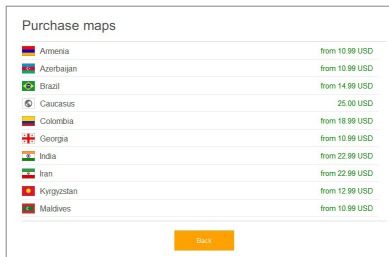 Purchase maps
Armenia from 10.99 USD
Azerbaijan from 10.99 USD
Brazil from 14.99 USD
Caucasus 25.00 USD
Colombia from 18.99 USD
Georgia from 10.99 USD
India from 22.99 USD
Iran from 22.99 USD
Kyrgyzstan from 12.99 USD
Maldives from 10.99 USD
Back